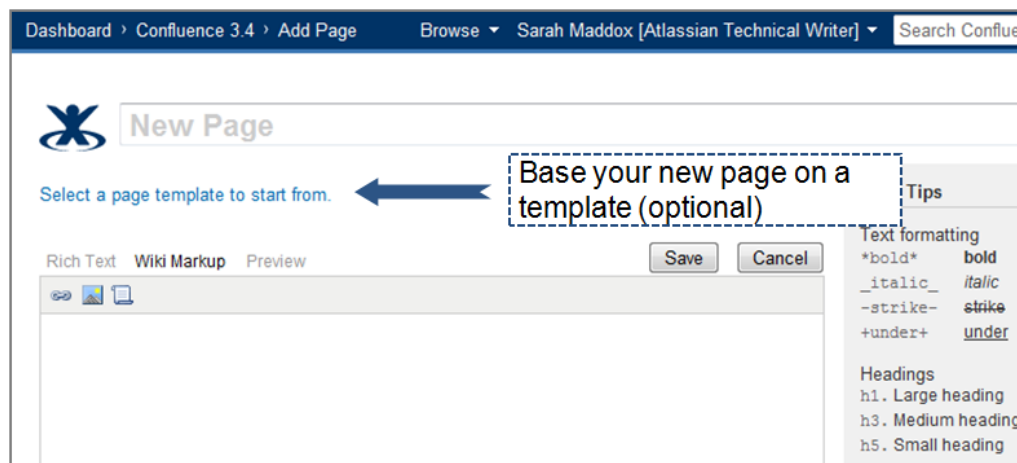 Dashboard › Confluence 3.4 › Add Page Browse Sarah Maddox [Atlassian Technical Writer] Search Conflue
New Page
Select a page template to start from.
Base your new page on a
template (optional)
Tips
Rich Text Wiki Markup Preview Save Cancel
Text formatting
*bold* bold
_italic_ italic
-strike- strike
+under+ under
Headings
h1. Large heading
h3. Medium heading
h5. Small heading